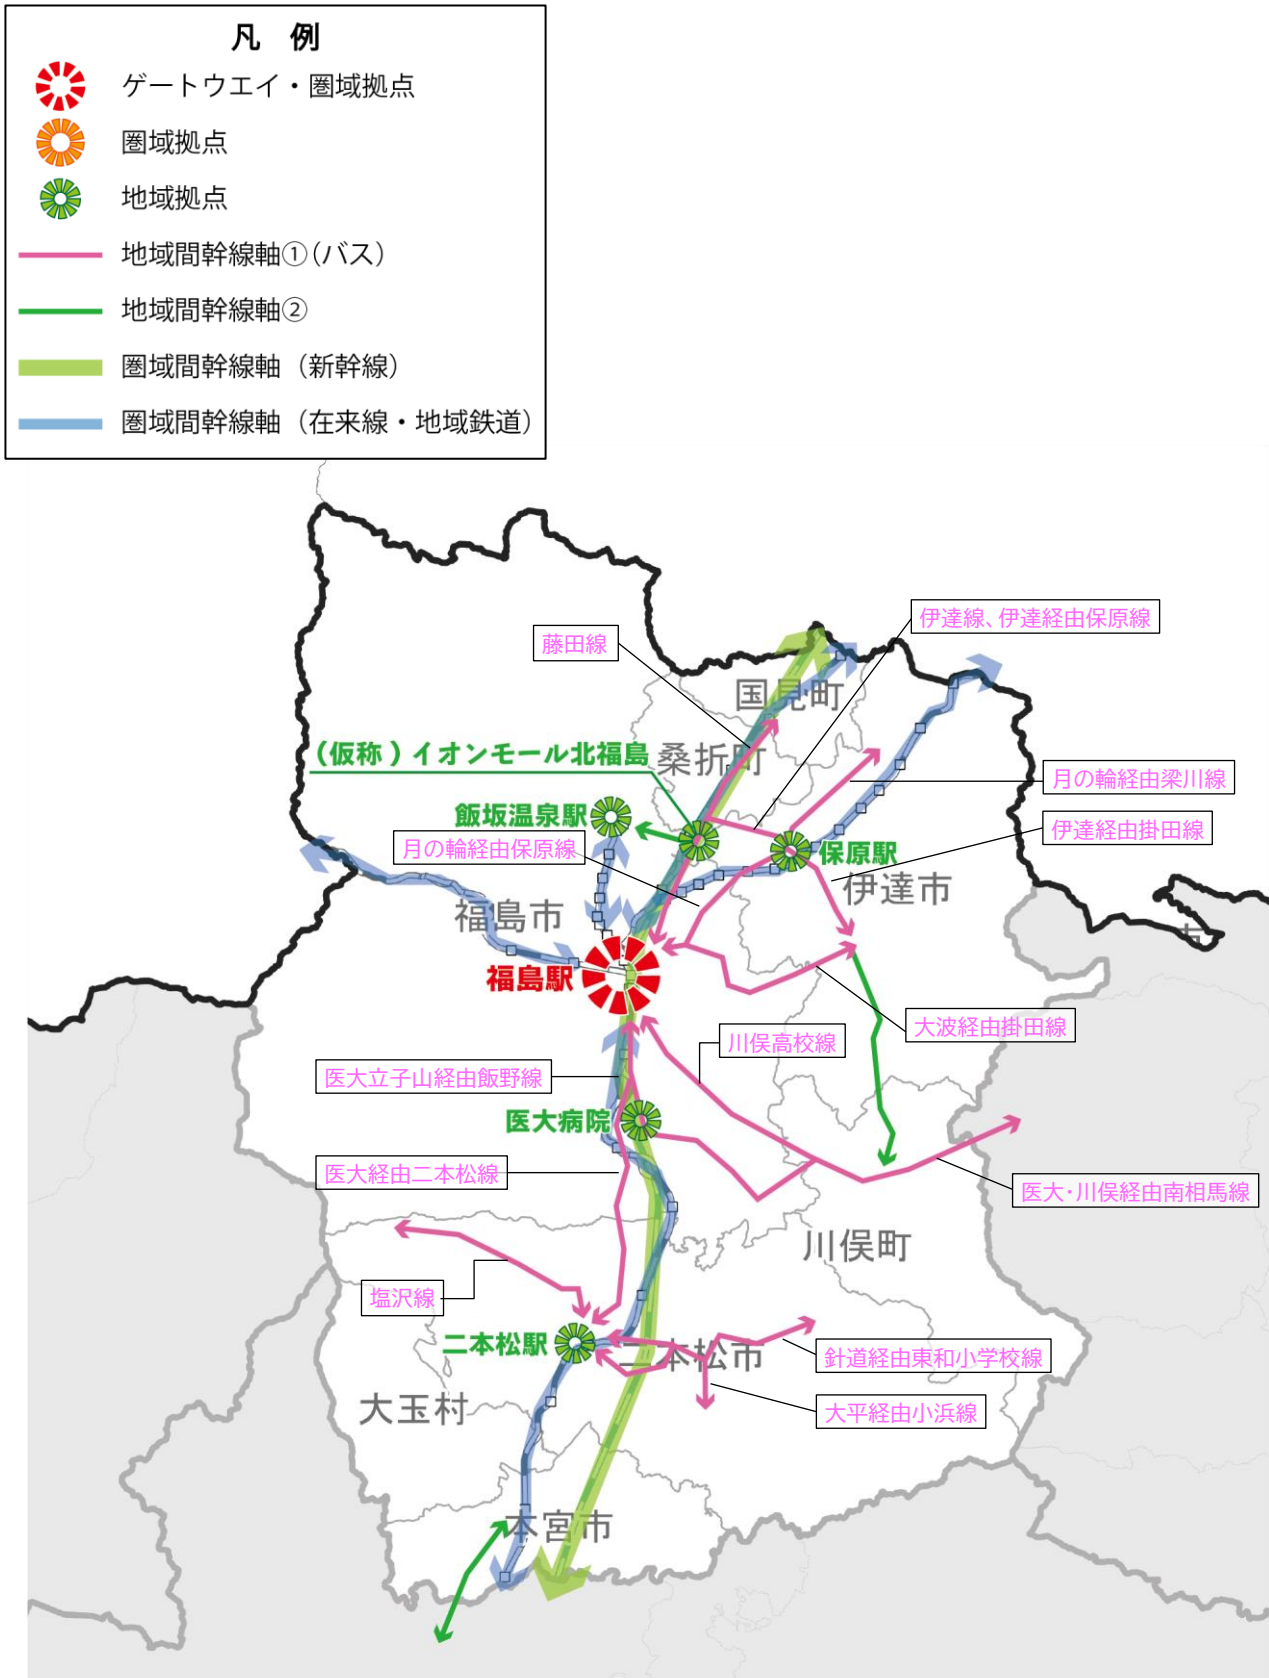 凡 例
ゲートウエイ・圏域拠点
圏域拠点
地域拠点
地域間幹線軸①(バス)
地域間幹線軸②
圏域間幹線軸(新幹線)
圏域間幹線軸(在来線・地域鉄道)
伊達線、伊達経由保原線
藤田線
国見町
(仮称)イオンモール北福島
桑折町
月の輪経由梁川線
飯坂温泉駅
伊達経由掛田線
月の輪経由保原線
保原駅
伊達市
福島市
市
福島駅
大波経由掛田線
川俣高校線
医大立子山経由飯野線
医大病院
医大経由二本松線
医大・川俣経由南相馬線
川俣町
塩沢線
二本松駅
二本松市
針道経由東和小学校線
大玉村
大平経由小浜線
本宮市